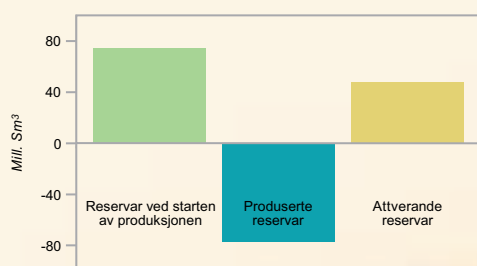 80
40
0
-40
-80
Mill. Sm³
Reservar ved starten
av produksjonen
Produserte
reservar
Attverande
reservar